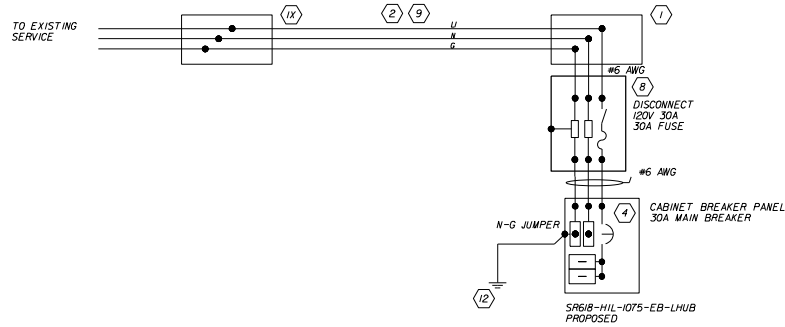 TO EXISTING
SERVICE
1X
2
9
1
U
N
G
#6 AWG
8
DISCONNECT
120V 30A
30A FUSE
#6 AWG
4
CABINET BREAKER PANEL
30A MAIN BREAKER
N-G JUMPER
12
SR618-HIL-1075-EB-LHUB
PROPOSED